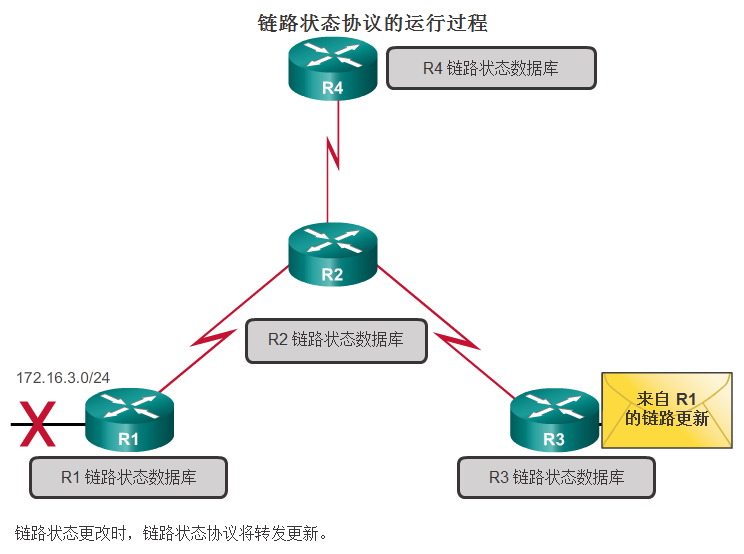 链路状态协议的运行过程
R4
R4 链路状态数据库
R2
R2 链路状态数据库
172.16.3.0/24
R1
R1 链路状态数据库
R3
来自 R1
的链路更新
R3 链路状态数据库
链路状态更改时，链路状态协议将转发更新。